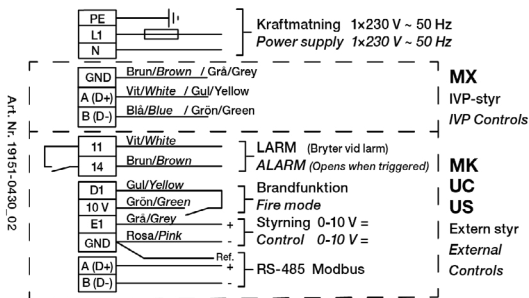 PE
L1
N
Kraftmatning 1×230 V ~ 50 Hz
Power supply 1×230 V ~ 50 Hz
GND Brun/Brown / Grå/Grey
A (D+) Vit/White / Gul/Yellow
B (D-) Blå/Blue / Grön/Green
MX
IVP-styr
IVP Controls
Art. Nr. 19151-0430_02
11 Vit/White
14 Brun/Brown
LARM (Bryter vid larm)
ALARM (Opens when triggered)
D1 Gul/Yellow
10 V Grön/Green
Brandfunktion
Fire mode
E1 Grå/Grey +
GND Rosa/Pink -
Styrning 0-10 V =
Control 0-10 V =
Ref.
A (D+) +
B (D-) -
RS-485 Modbus
MK
UC
US
Extern styr
External
Controls